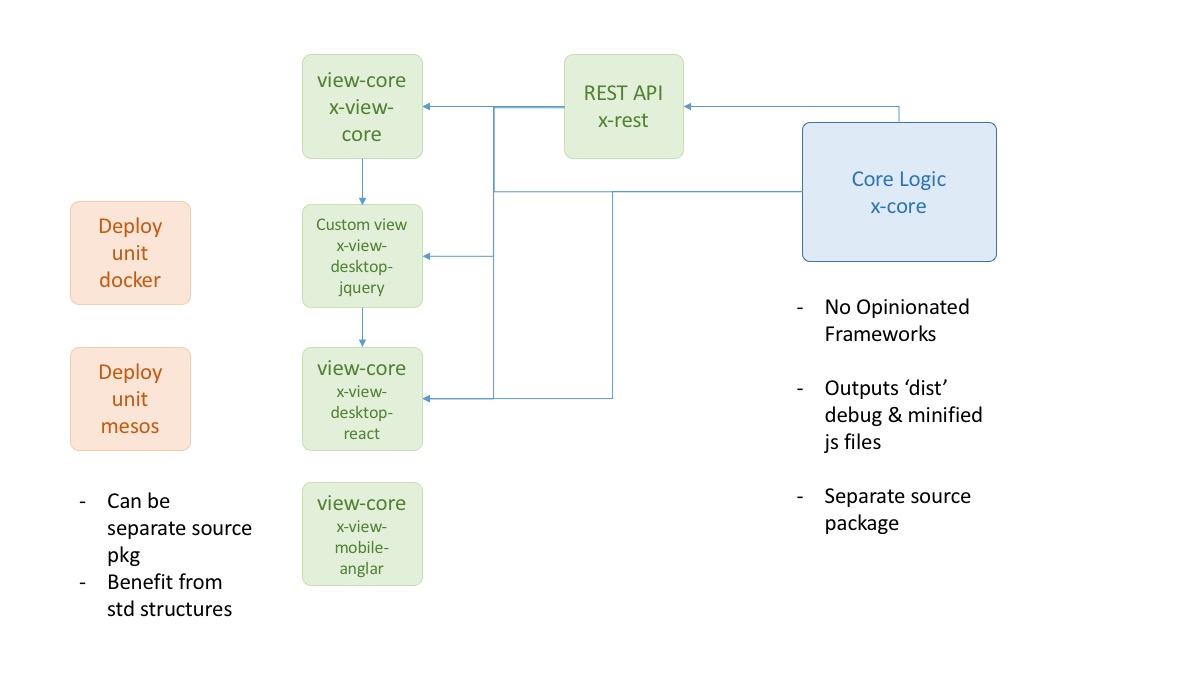 view-core
x-view-
core
REST API
x-rest
Core Logic
x-core
Deploy
unit
docker
Custom view
x-view-
desktop-
jquery
Deploy
unit
mesos
view-core
x-view-
desktop-
react
- No Opinionated
Frameworks
- Outputs ‘dist’
debug & minified
js files
- Separate source
package
- Can be
separate source
pkg
- Benefit from
std structures
view-core
x-view-
mobile-
anglar